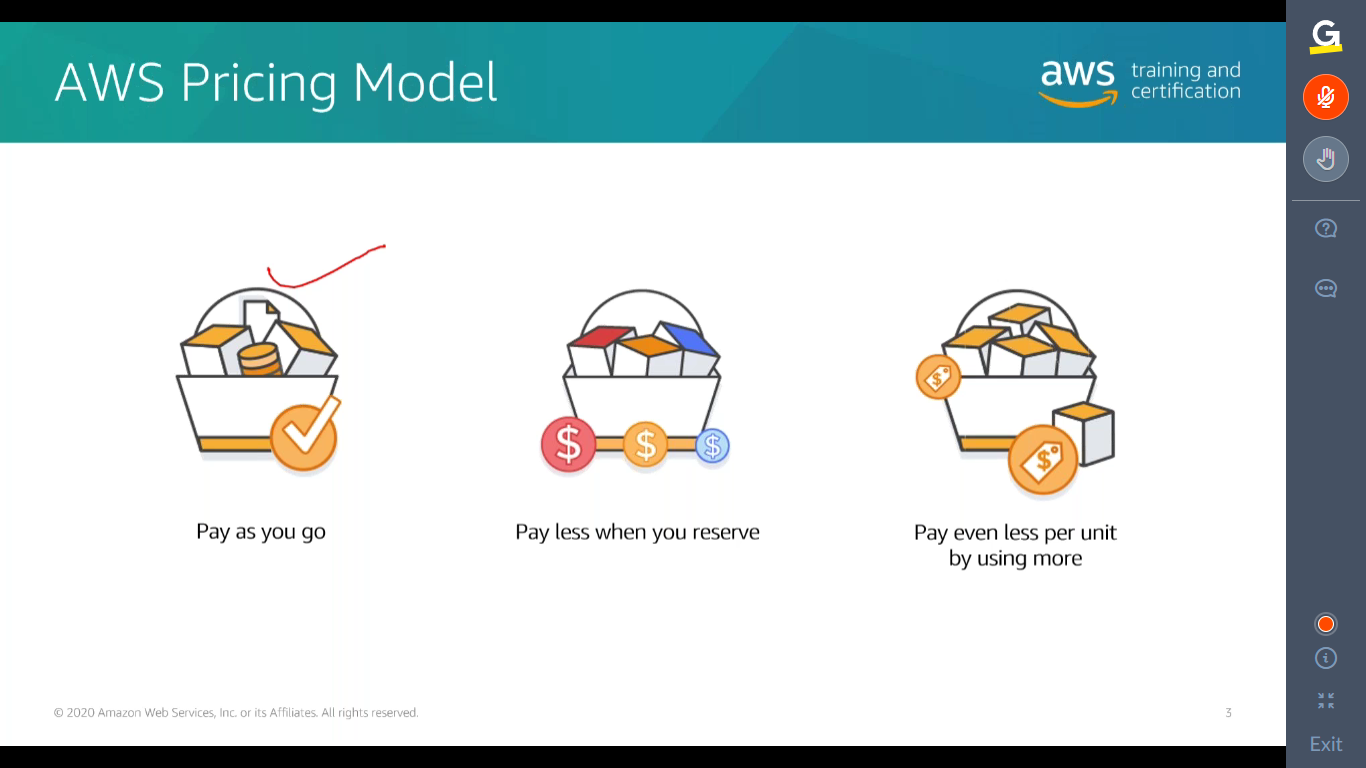 AWS Pricing Model
aws training and
certification
G
$
$ $ $
$
Pay as you go
Pay less when you reserve
Pay even less per unit
by using more
© 2020 Amazon Web Services, Inc. or its Affiliates. All rights reserved.
3
Exit